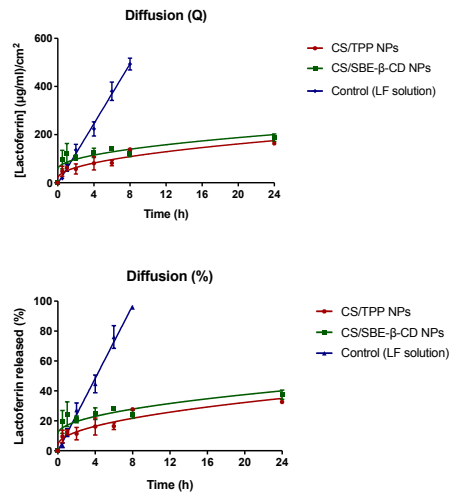 Diffusion (Q)
[Lactoferrin] (µg/ml)/cm²
600
400
200
0
0 4 8 12 16 20 24
Time (h)
CS/TPP NPs
CS/SBE-β-CD NPs
Control (LF solution)
Diffusion (%)
Lactoferrin released (%)
100
80
60
40
20
0
0 4 8 12 16 20 24
Time (h)
CS/TPP NPs
CS/SBE-β-CD NPs
Control (LF solution)